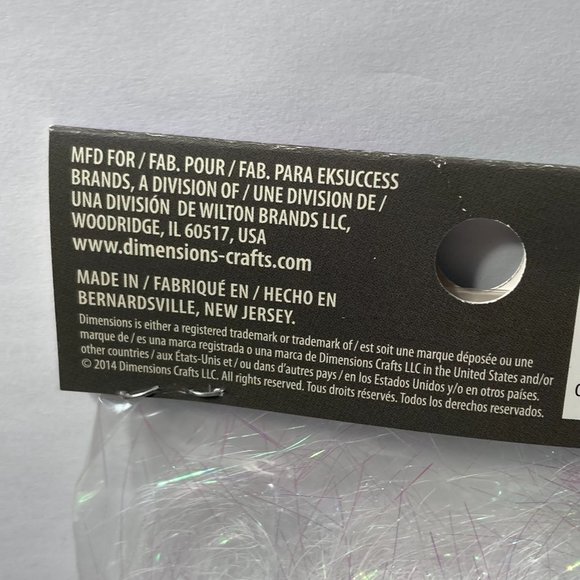 MFD FOR / FAB. POUR / FAB. PARA EKSUCCESS
BRANDS, A DIVISION OF / UNE DIVISION DE /
UNA DIVISIÓN DE WILTON BRANDS LLC,
WOODRIDGE, IL 60517, USA
www.dimensions-crafts.com
MADE IN / FABRIQUÉ EN / HECHO EN
BERNARDSVILLE, NEW JERSEY.
Dimensions is either a registered trademark or trademark of / est soit une marque déposée ou une
marque de / es una marca registrada o una marca de Dimensions Crafts LLC in the United States and/or
other countries / aux États-Unis et / ou dans d'autres pays / en los Estados Unidos y/o en otros países.
© 2014 Dimensions Crafts LLC. All rights reserved. Tous droits réservés. Todos los derechos reservados.